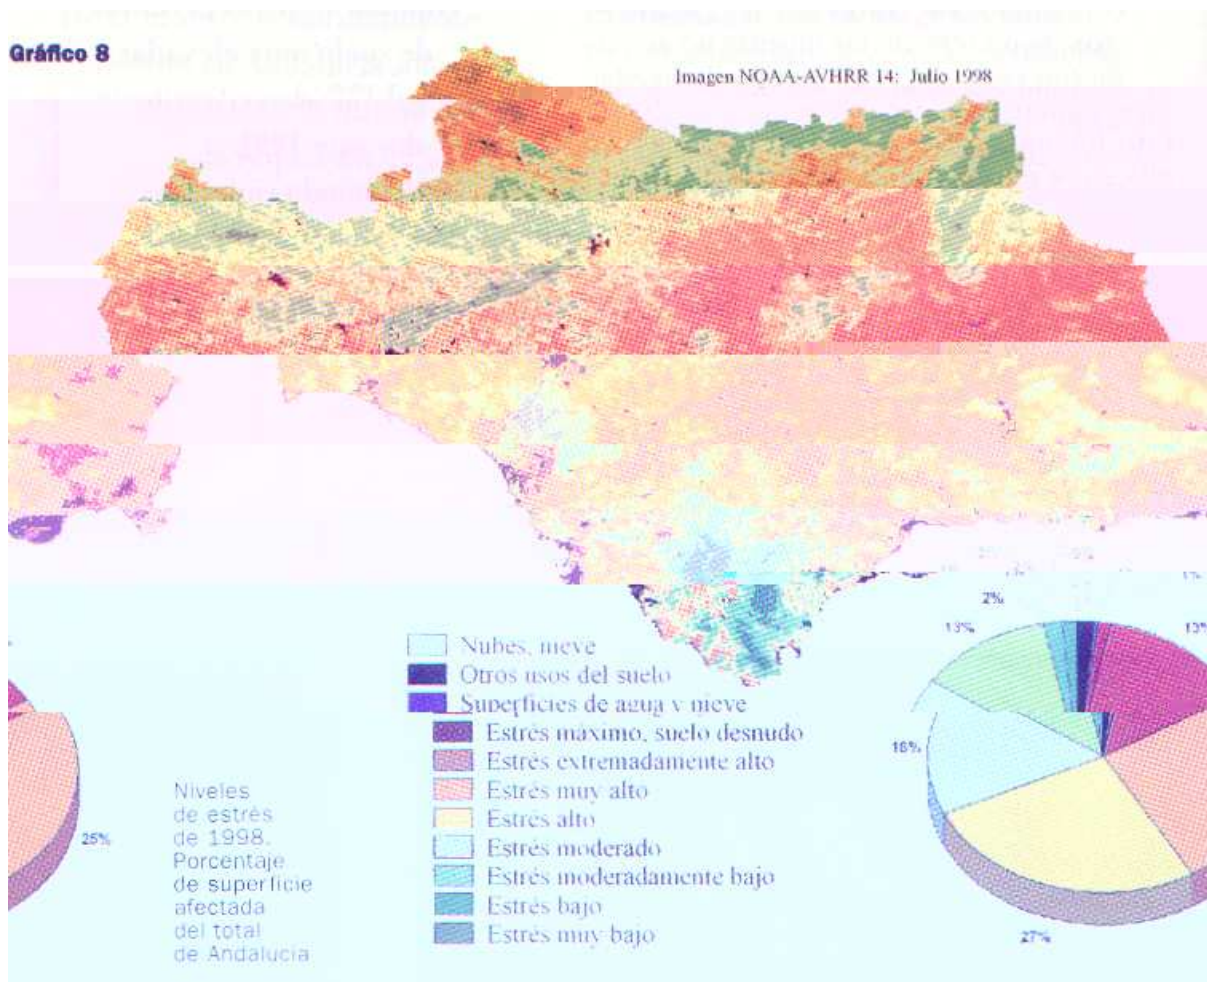 Gráfico 8
Imagen NOAA-AVHRR 14: Julio 1998
2%
1%
13%
13%
16%
25%
27%
Nubes, nieve
Otros usos del suelo
Superficies de agua y nieve
Estrés máximo, suelo desnudo
Estrés extremadamente alto
Estrés muy alto
Estrés alto
Estrés moderado
Estrés moderadamente bajo
Estrés bajo
Estrés muy bajo
Niveles
de estrés
de 1998.
Porcentaje
de superficie
afectada
del total
de Andalucía